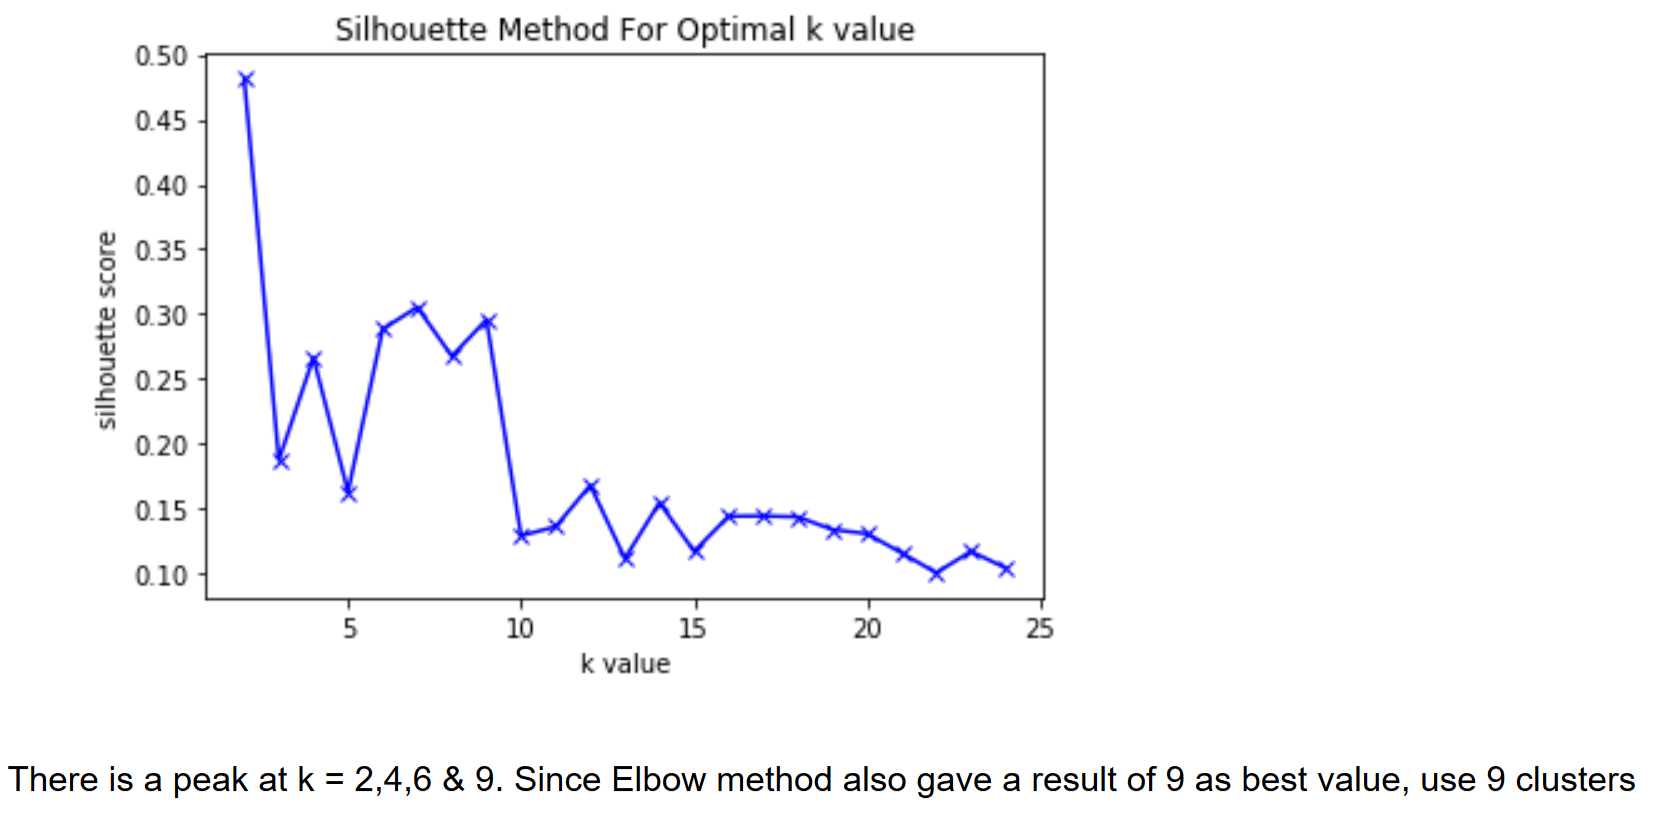 Silhouette Method For Optimal k value
0.50
0.45
0.40
0.35
0.30
0.25
0.20
0.15
0.10
silhouette score
5 10 15 20 25
k value
There is a peak at k = 2,4,6 & 9. Since Elbow method also gave a result of 9 as best value, use 9 clusters